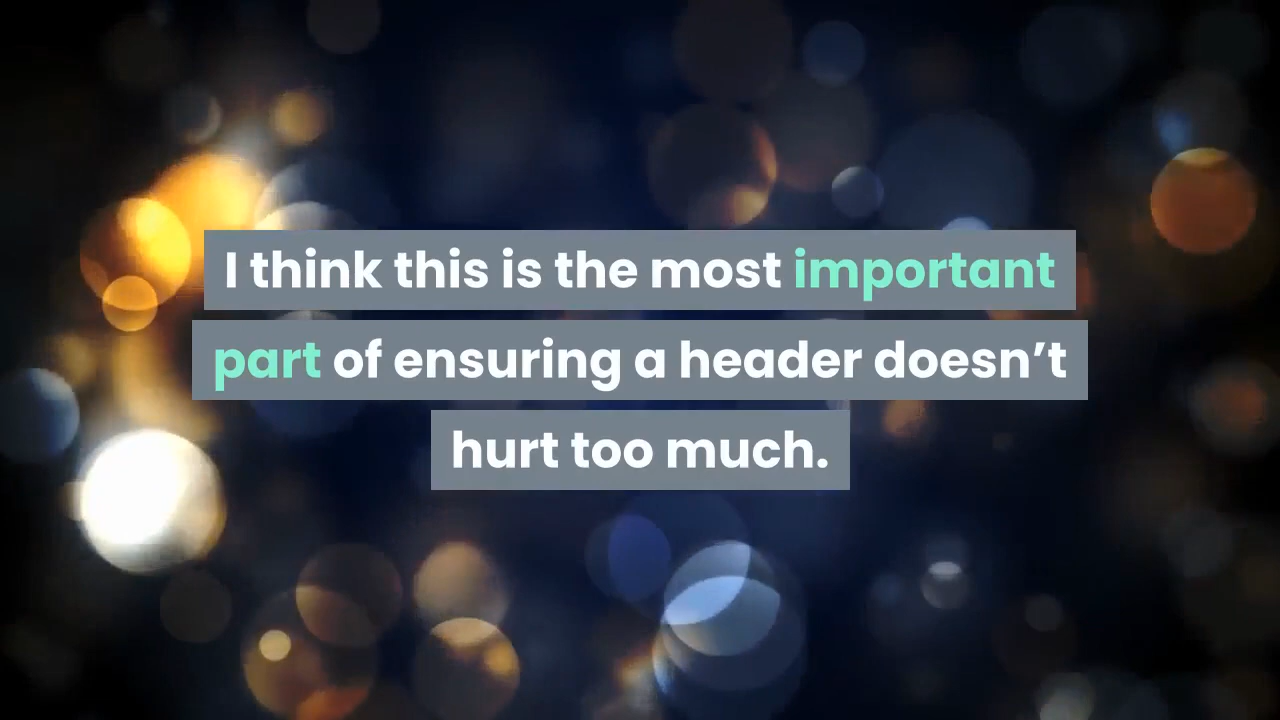 I think this is the most important
part of ensuring a header doesn’t
hurt too much.